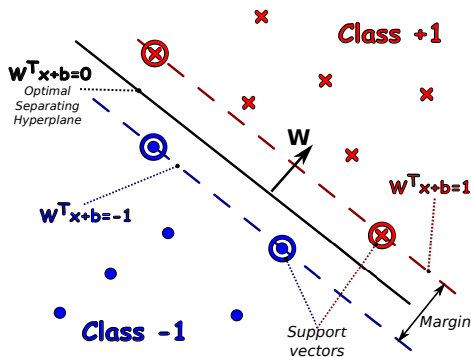 Class +1
W^T x+b=0
Optimal
Separating
Hyperplane
W
W^T x+b=1
W^T x+b=-1
Class -1
Support
vectors
Margin